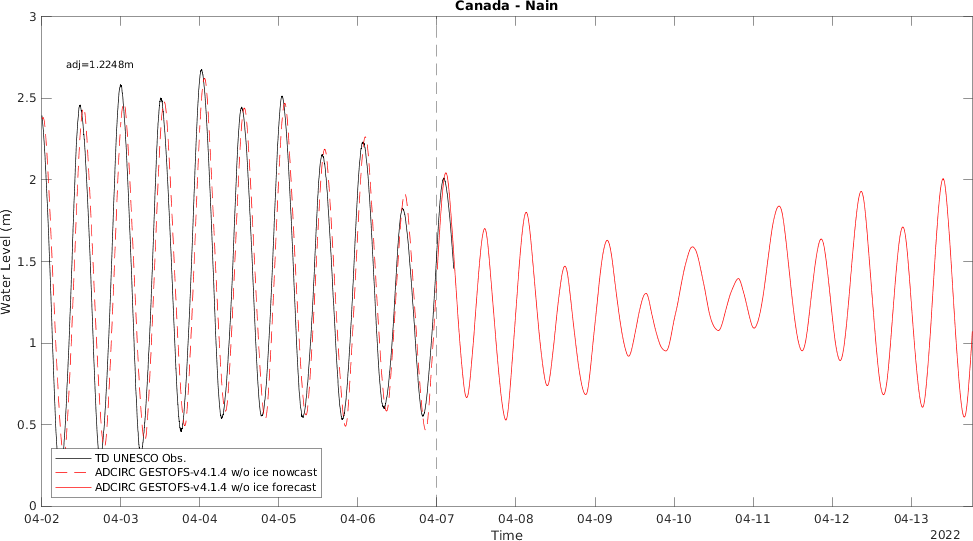 Canada - Nain
3
adj=1.2248m
2.5
2
1.5
1
0.5
0
Water Level (m)
TD UNESCO Obs.
ADCIRC GESTOFS-v4.1.4 w/o ice nowcast
ADCIRC GESTOFS-v4.1.4 w/o ice forecast
04-02 04-03 04-04 04-05 04-06 04-07 04-08 04-09 04-10 04-11 04-12 04-13
Time
2022